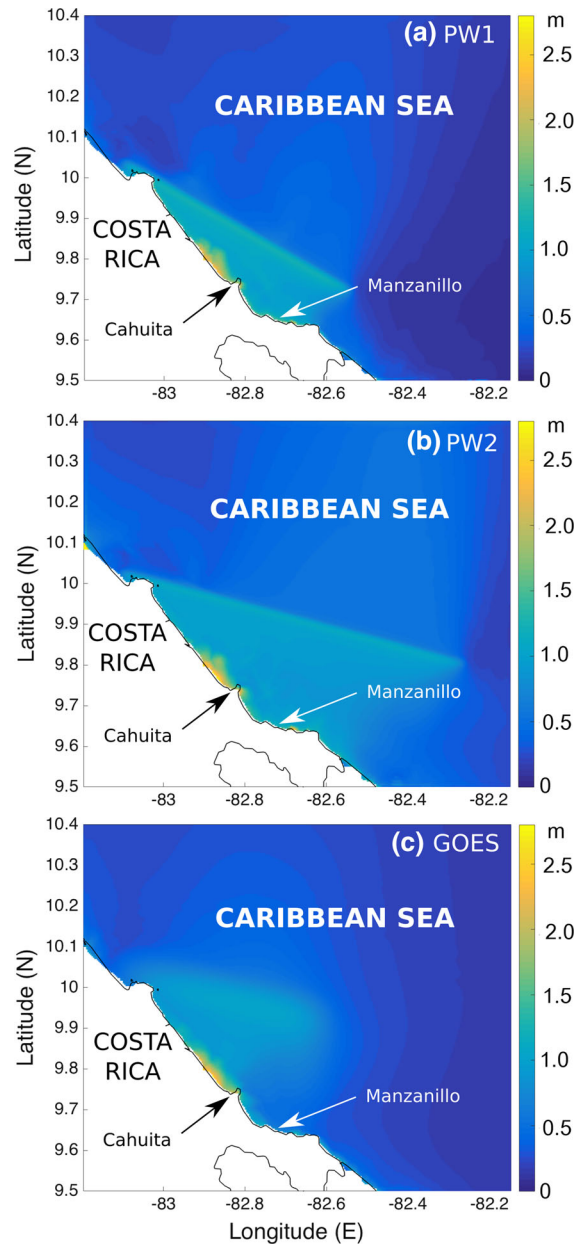 10.4
10.3
10.2
10.1
10
9.9
9.8
9.7
9.6
9.5
Latitude (N)
(a) PW1
CARIBBEAN SEA
COSTA
RICA
Manzanillo
Cahuita
-83
-82.8
-82.6
-82.4
-82.2
m
2.0
1.5
1.0
0.5
0
10.4
10.3
10.2
10.1
10
9.9
9.8
9.7
9.6
9.5
Latitude (N)
(b) PW2
CARIBBEAN SEA
COSTA
RICA
Manzanillo
Cahuita
-83
-82.8
-82.6
-82.4
-82.2
m
2.0
1.5
1.0
0.5
0
10.4
10.3
10.2
10.1
10
9.9
9.8
9.7
9.6
9.5
Latitude (N)
(c) GOES
CARIBBEAN SEA
COSTA
RICA
Manzanillo
Cahuita
-83
-82.8
-82.6
-82.4
-82.2
Longitude (E)
m
2.0
1.5
1.0
0.5
0